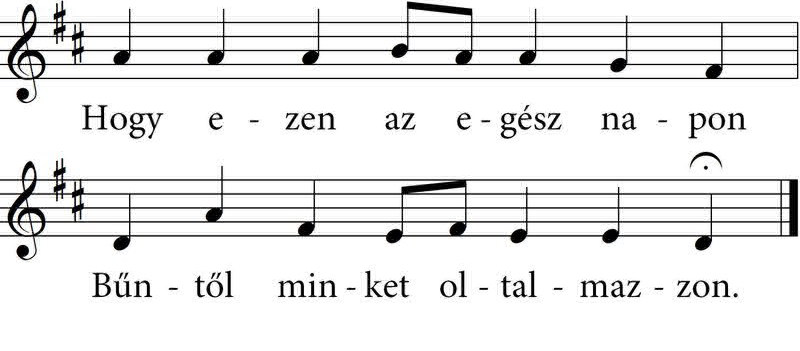 Hogy e - zen az e - gész na - pon
Bűn - től min - ket ol - tal - maz - zon.